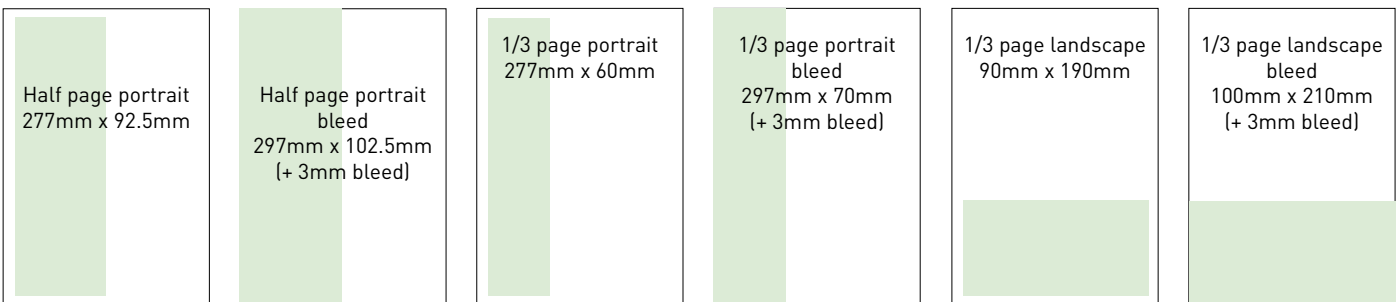 Half page portrait
277mm x 92.5mm
Half page portrait
bleed
297mm x 102.5mm
(+ 3mm bleed)
1/3 page portrait
277mm x 60mm
1/3 page portrait
bleed
297mm x 70mm
(+ 3mm bleed)
1/3 page landscape
90mm x 190mm
1/3 page landscape
bleed
100mm x 210mm
(+ 3mm bleed)